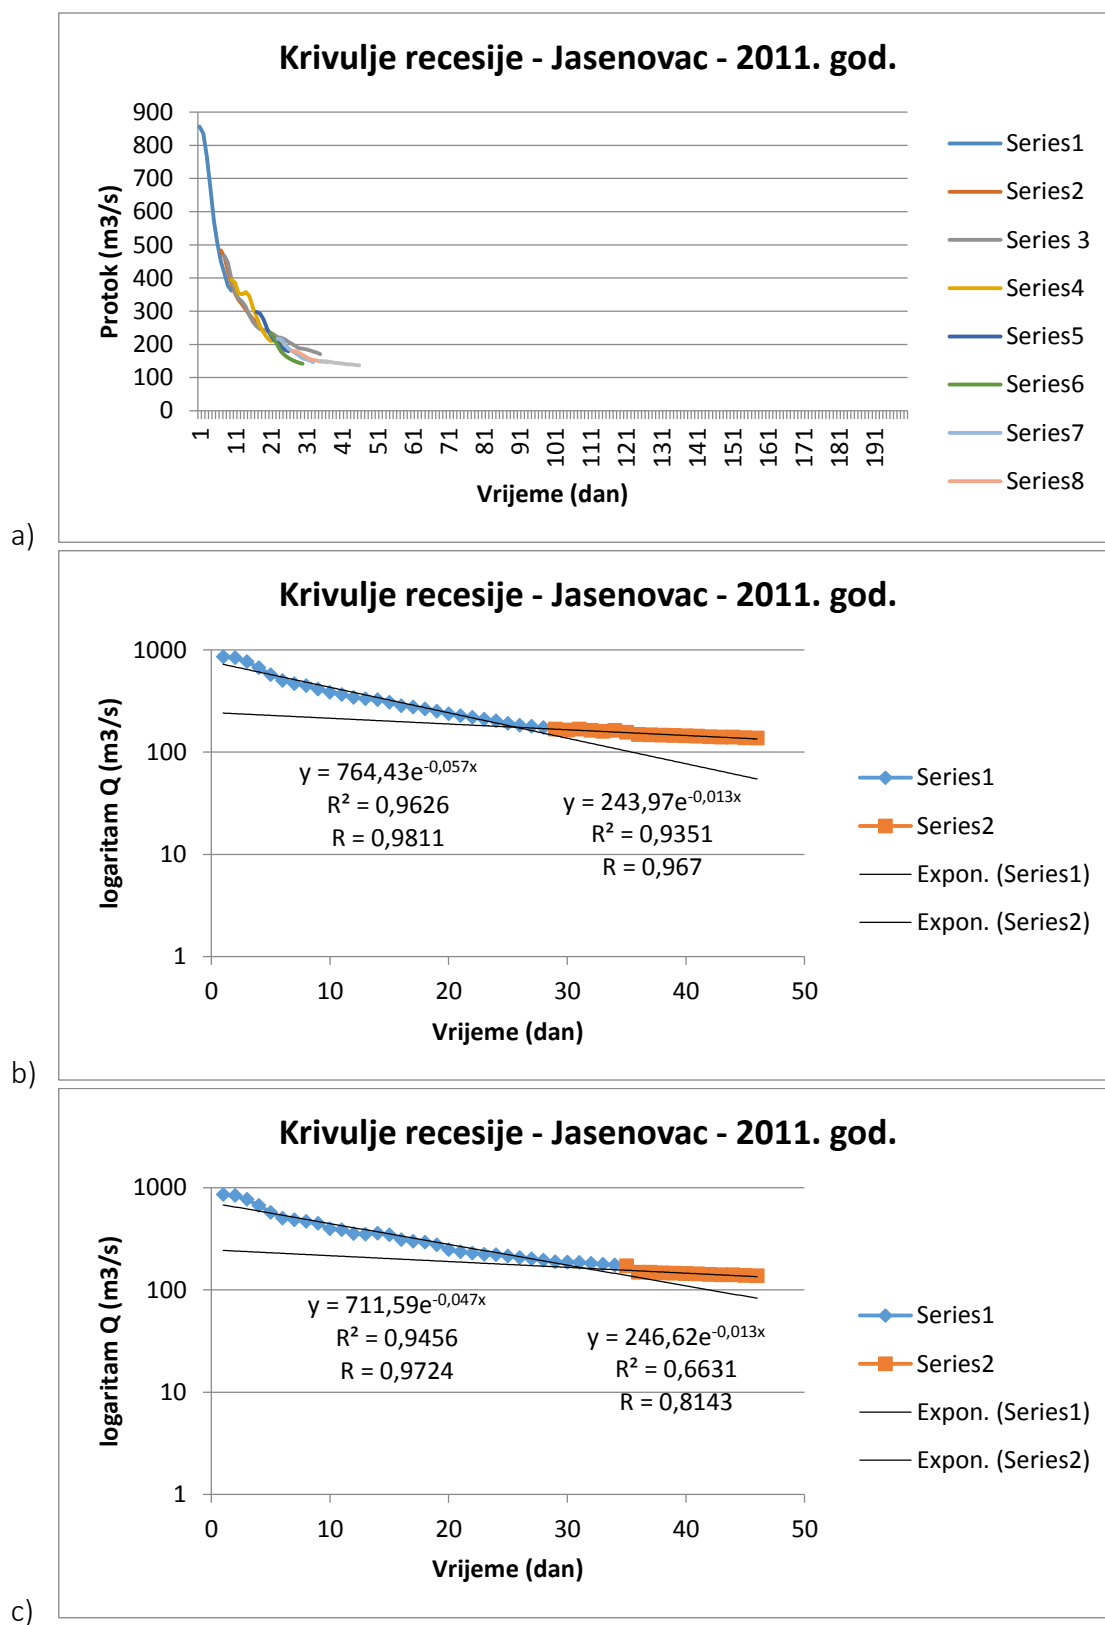 Krivulje recesije - Jasenovac - 2011. god.
Protok (m3/s)
900
800
700
600
500
400
300
200
100
0
1 11 21 31 41 51 61 71 81 91 101 111 121 131 141 151 161 171 181 191
Vrijeme (dan)
Series1
Series2
Series 3
Series4
Series5
Series6
Series7
Series8
a)
Krivulje recesije - Jasenovac - 2011. god.
logaritam Q (m3/s)
1000
100
10
1
y = 764,43e^-0,057x
R² = 0,9626
R = 0,9811
y = 243,97e^-0,013x
R² = 0,9351
R = 0,967
0 10 20 30 40 50
Vrijeme (dan)
Series1
Series2
Expon. (Series1)
Expon. (Series2)
b)
Krivulje recesije - Jasenovac - 2011. god.
logaritam Q (m3/s)
1000
100
10
1
y = 711,59e^-0,047x
R² = 0,9456
R = 0,9724
y = 246,62e^-0,013x
R² = 0,6631
R = 0,8143
0 10 20 30 40 50
Vrijeme (dan)
Series1
Series2
Expon. (Series1)
Expon. (Series2)
c)